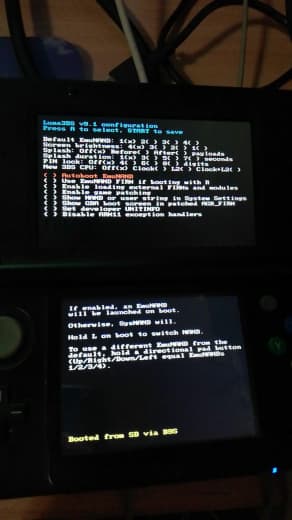 Luma3DS v9.1 configuration
Press A to select, START to save
Default EmuNAND: 1(x) 2( ) 3( ) 4( )
Screen brightness: 4(x) 3( ) 2( ) 1( )
Splash: Off(x) Before( ) After( ) payloads
Splash duration: 1(x) 3( ) 5( ) 7( ) seconds
PIN lock: Off(x) 4( ) 6( ) 8( ) digits
New 3DS CPU: Off(x) Clock( ) L2( ) Clock+L2( )
( ) Autoboot EmuNAND
( ) Use EmuNAND FIRM if booting with R
( ) Enable loading external FIRMs and modules
( ) Enable game patching
( ) Show NAND or user string in System Settings
( ) Show GBA boot screen in patched AGB_FIRM
( ) Set developer UNITINFO
( ) Disable ARM11 exception handlers
If enabled, an EmuNAND
will be launched on boot.
Otherwise, SysNAND will.
Hold L on boot to switch NAND.
To use a different EmuNAND from the
default, hold a directional pad button
(Up/Right/Down/Left equal EmuNANDs
1/2/3/4).
Booted from SD via B9S